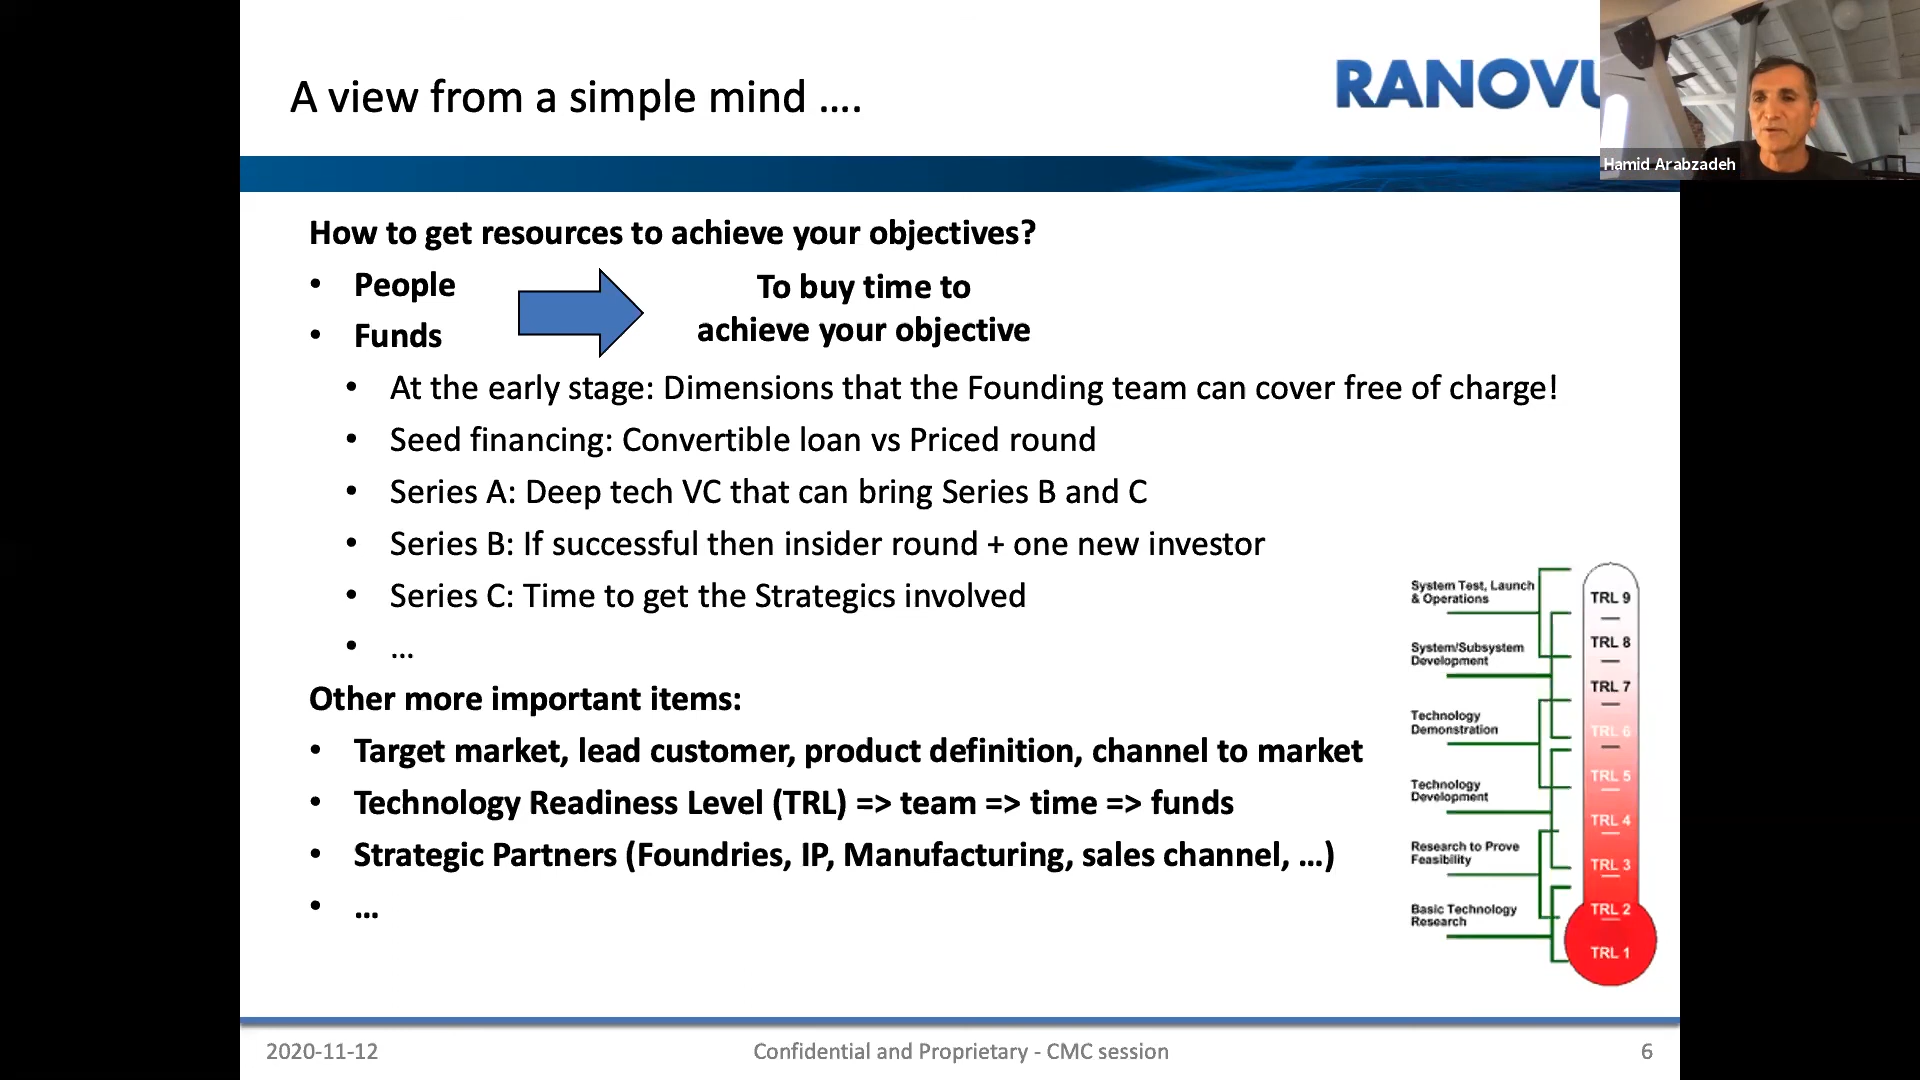 A view from a simple mind ....
RANOVU
Hamid Arabzadeh
How to get resources to achieve your objectives?
• People
• Funds
To buy time to
achieve your objective
• At the early stage: Dimensions that the Founding team can cover free of charge!
• Seed financing: Convertible loan vs Priced round
• Series A: Deep tech VC that can bring Series B and C
• Series B: If successful then insider round + one new investor
• Series C: Time to get the Strategics involved
• ...
Other more important items:
• Target market, lead customer, product definition, channel to market
• Technology Readiness Level (TRL) => team => time => funds
• Strategic Partners (Foundries, IP, Manufacturing, sales channel, ...)
• ...
System Test, Launch
& Operations
System/Subsystem
Development
Technology
Demonstration
Technology
Development
Research to Prove
Feasibility
Basic Technology
Research
TRL 9
TRL 8
TRL 7
TRL 6
TRL 5
TRL 4
TRL 3
TRL 2
TRL 1
2020-11-12
Confidential and Proprietary - CMC session
6